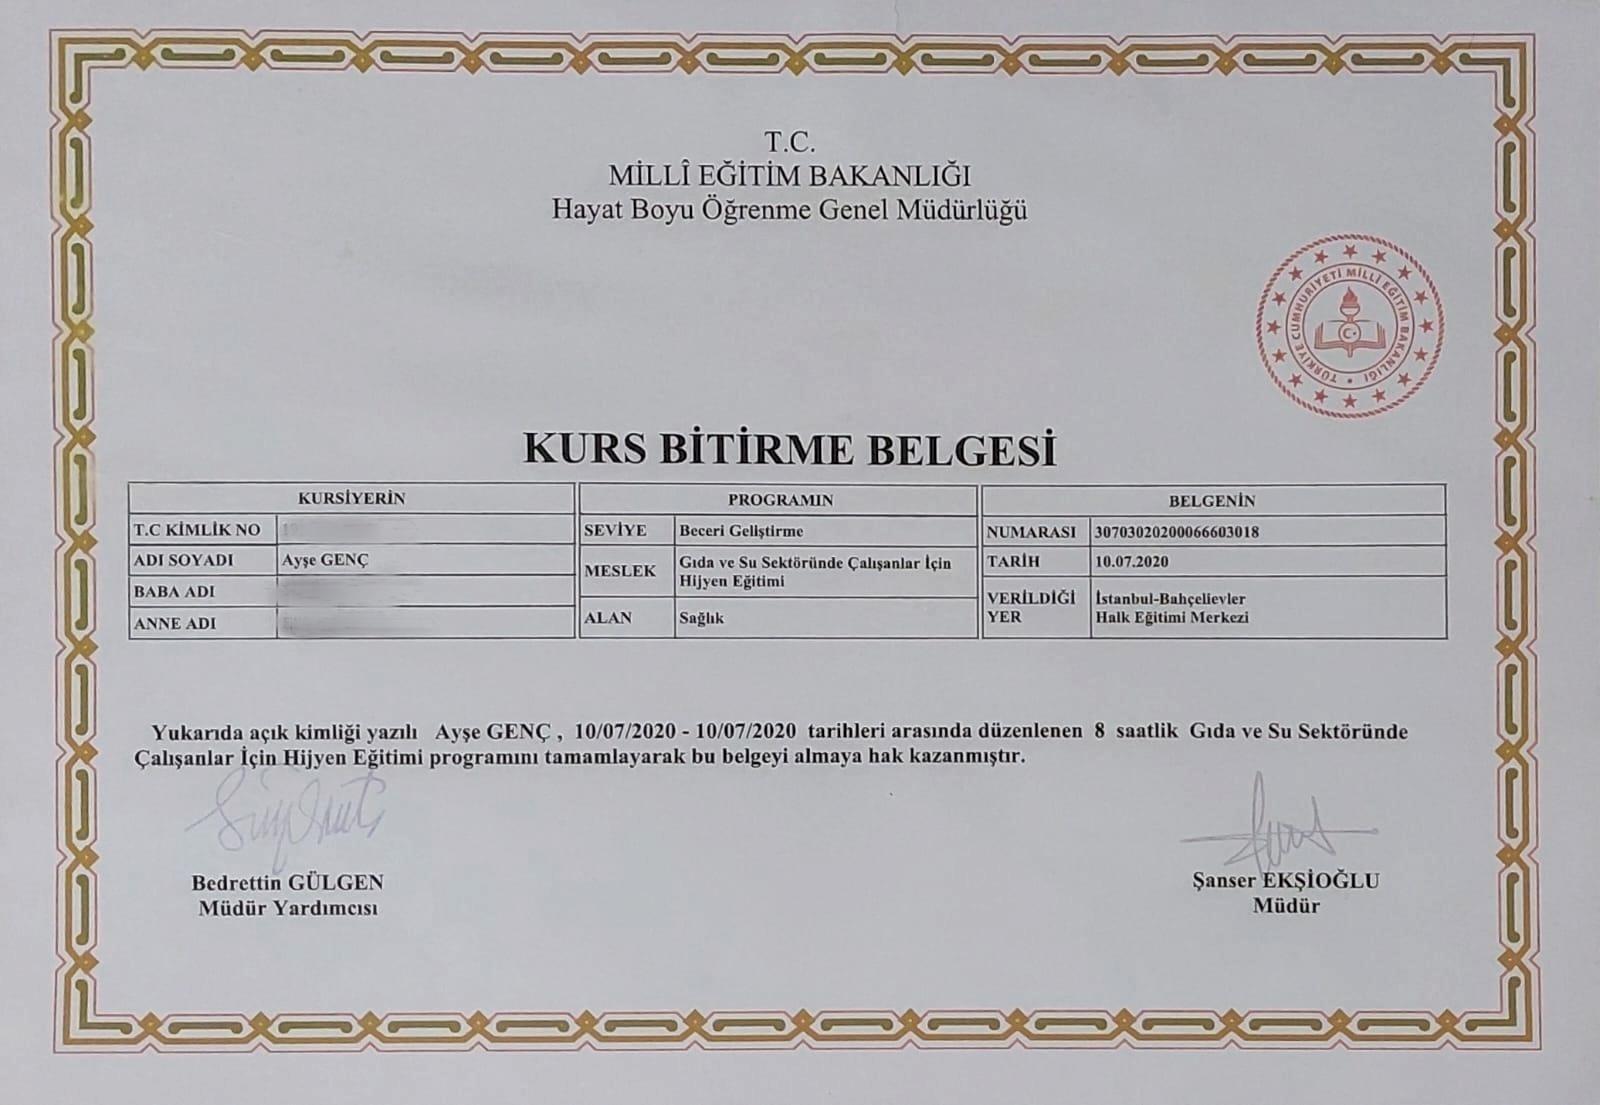 T.C.
MİLLÎ EĞİTİM BAKANLIĞI
Hayat Boyu Öğrenme Genel Müdürlüğü
TÜRKİYE CUMHURİYETİ MİLLÎ EĞİTİM BAKANLIĞI
KURS BİTİRME BELGESİ
KURSİYERİN
T.C KİMLİK NO
ADI SOYADI Ayşe GENÇ
BABA ADI
ANNE ADI
PROGRAMIN
SEVİYE Beceri Geliştirme
MESLEK Gıda ve Su Sektöründe Çalışanlar İçin
Hijyen Eğitimi
ALAN Sağlık
BELGENİN
NUMARASI 30703020200066603018
TARİH 10.07.2020
VERİLDİĞİ YER İstanbul-Bahçelievler
Halk Eğitimi Merkezi
Yukarıda açık kimliği yazılı Ayşe GENÇ , 10/07/2020 - 10/07/2020 tarihleri arasında düzenlenen 8 saatlik Gıda ve Su Sektöründe
Çalışanlar İçin Hijyen Eğitimi programını tamamlayarak bu belgeyi almaya hak kazanmıştır.
Bedrettin GÜLGEN
Müdür Yardımcısı
Şanser EKŞİOĞLU
Müdür